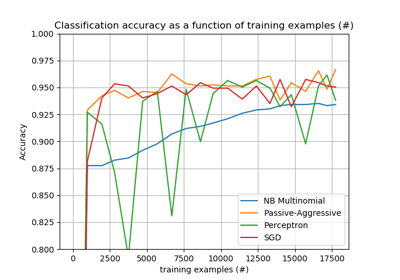 Classification accuracy as a function of training examples (#)
1.000
0.975
0.950
0.925
0.900
0.875
0.850
0.825
0.800
Accuracy
NB Multinomial
Passive-Aggressive
Perceptron
SGD
0 2500 5000 7500 10000 12500 15000 17500
training examples (#)